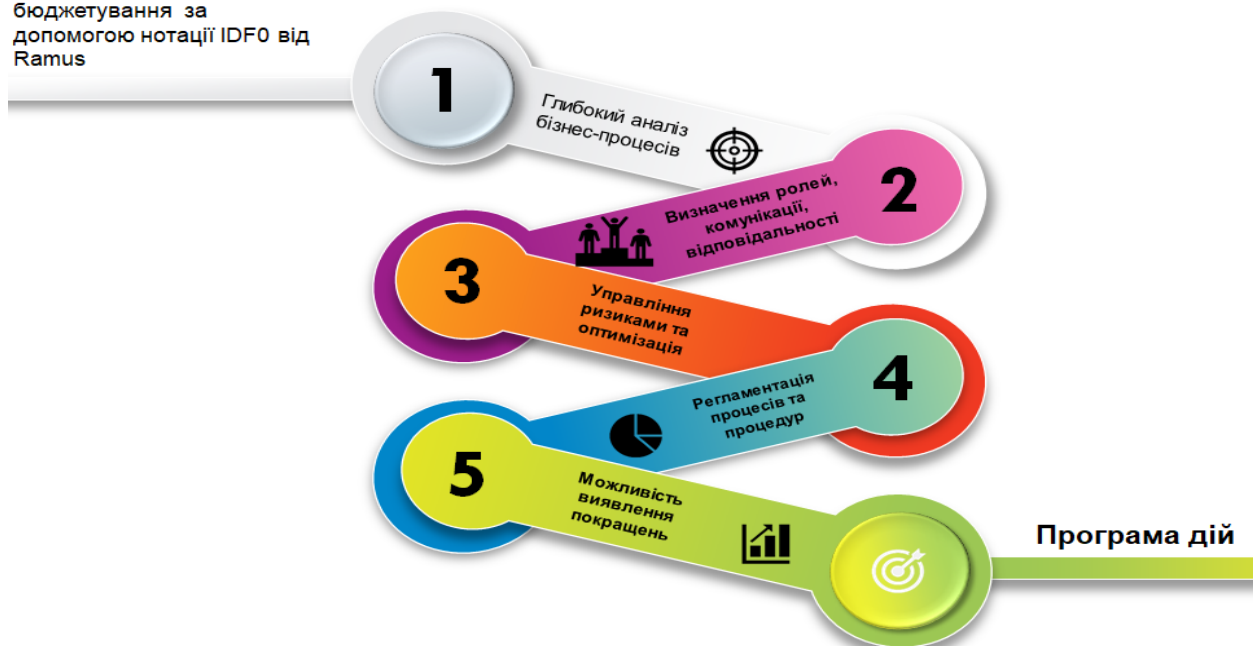 бюджетування за
допомогою нотації IDF0 від
Ramus
1
Глибокий аналіз
бізнес-процесів
2
Визначення ролей,
комунікації,
відповідальності
3
Управління
ризиками та
оптимізація
4
Регламентація
процесів та
процедур
5
Можливість
виявлення
покращень
Програма дій